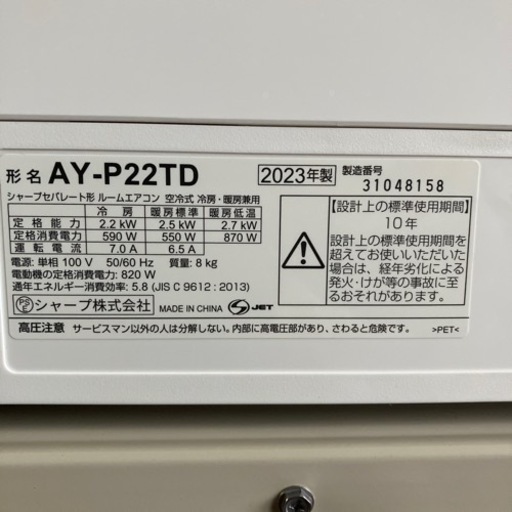 形名 AY-P22TD 2023年製 製造番号 31048158
シャープセパレート形 ルームエアコン 空冷式 冷房・暖房兼用
冷房 暖房標準 暖房低温
定格能力 2.2 kW 2.5 kW 2.7 kW
定格消費電力 590 W 550 W 870 W
運転電流 7.0 A 6.5 A
電源: 単相 100 V 50/60 Hz 質量: 8 kg
電動機の定格消費電力: 820 W
通年エネルギー消費効率: 5.8 (JIS C 9612 : 2013)
PS E シャープ株式会社 MADE IN CHINA S JET
【設計上の標準使用期間】
10年
設計上の標準使用期間を
超えてお使いいただいた
場合は、経年劣化による
発火・けが等の事故に至
るおそれがあります。
高圧注意 サービスマン以外の人は分解しない。内部に高電圧部があり、さわると危険です。 >PET<